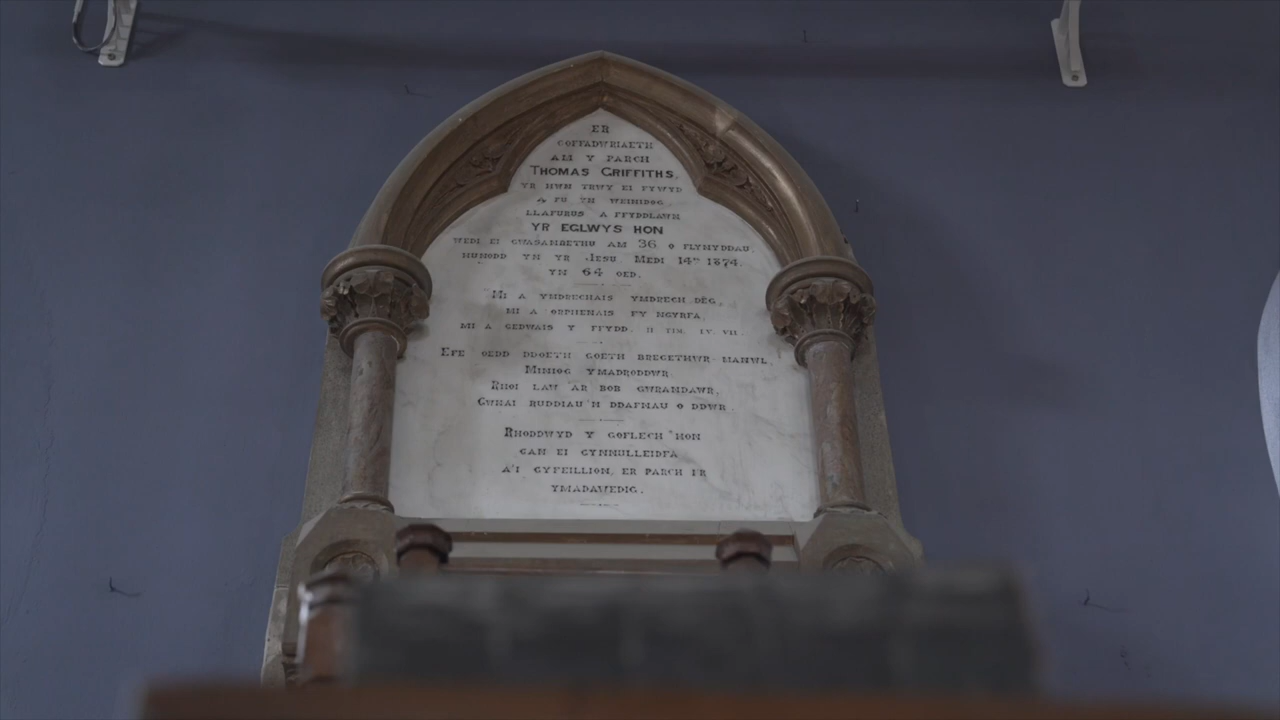 ER
COFFADWRIAETH
AM Y PARCH
THOMAS GRIFFITHS,
YR HWN TRWY EI FYWYD
A FU YN WEINIDOG
LLAFURUS A FFYDDLAWN
YR EGLWYS HON
WEDI EI GWASANAETHU AM 36 O FLYNYDDAU,
HUNODD YN YR JESU MEDI 14YDD 1874,
YN 64 OED.
MI A YMDRECHAIS YMDRECH DÊG,
MI A ORPHENAIS FY NGYRFA,
MI A GEDWAIS Y FFYDD. II TIM. IV. VII.
EFE OEDD DDOETH GOETH BREGETHWR MANWL,
MINIOG YMADRODDWR,
RHOI LAW AR BOB GWRANDAWR,
GWNAI RUDDIAU'N DDAFNAU O DDWR.
RHODDWYD Y GOFLECH HON
GAN EI GYNNULLEIDFA
A'I GYFEILLION, ER PARCH I'R
YMADAWEDIG.